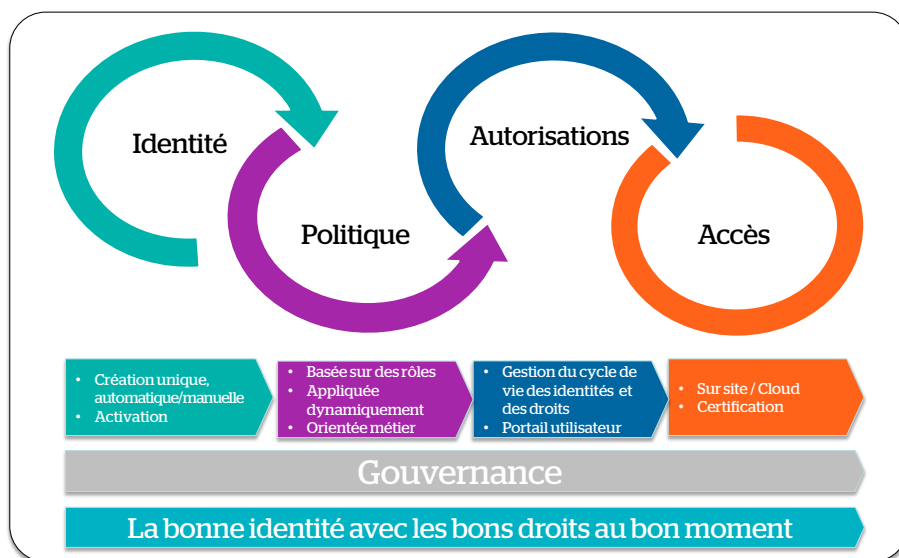 Identité
Politique
Autorisations
Accès
• Création unique,
automatique/manuelle
• Activation
• Basée sur des rôles
• Appliquée
dynamiquement
• Orientée métier
• Gestion du cycle de
vie des identités et
des droits
• Portail utilisateur
• Sur site / Cloud
• Certification
Gouvernance
La bonne identité avec les bons droits au bon moment